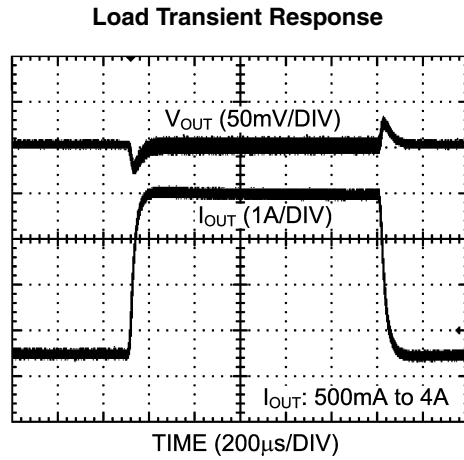 Load Transient Response
VOUT (50mV/DIV)
IOUT (1A/DIV)
IOUT: 500mA to 4A
TIME (200μs/DIV)